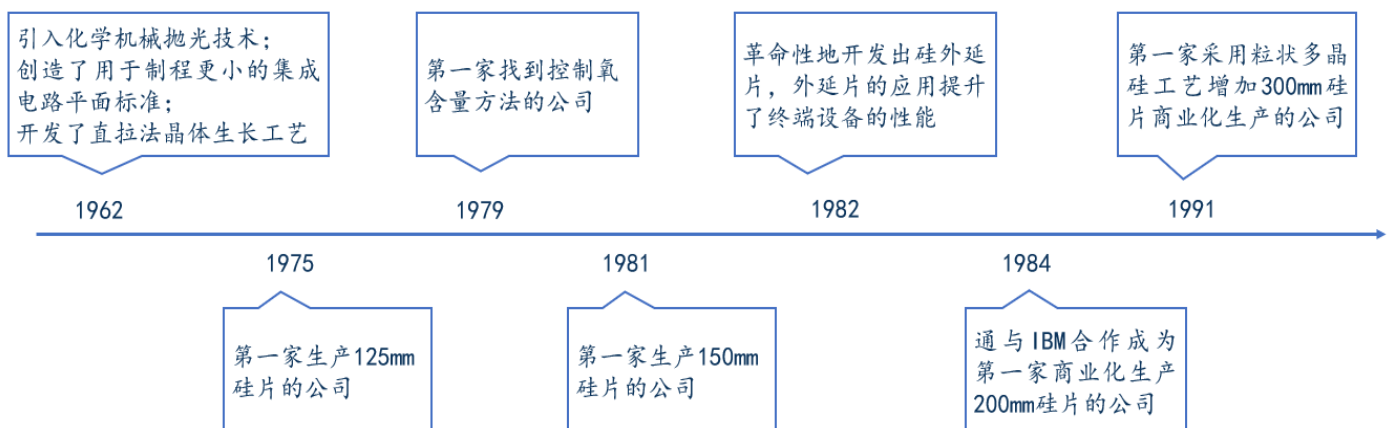 引入化学机械抛光技术；
创造了用于制程更小的集成
电路平面标准；
开发了直拉法晶体生长工艺
第一家找到控制氧
含量方法的公司
革命性地开发出硅外延
片，外延片的应用提升
了终端设备的性能
第一家采用粒状多晶
硅工艺增加300mm硅
片商业化生产的公司
1962
1979
1982
1991
1975
1981
1984
第一家生产125mm
硅片的公司
第一家生产150mm
硅片的公司
通与IBM合作成为
第一家商业化生产
200mm硅片的公司